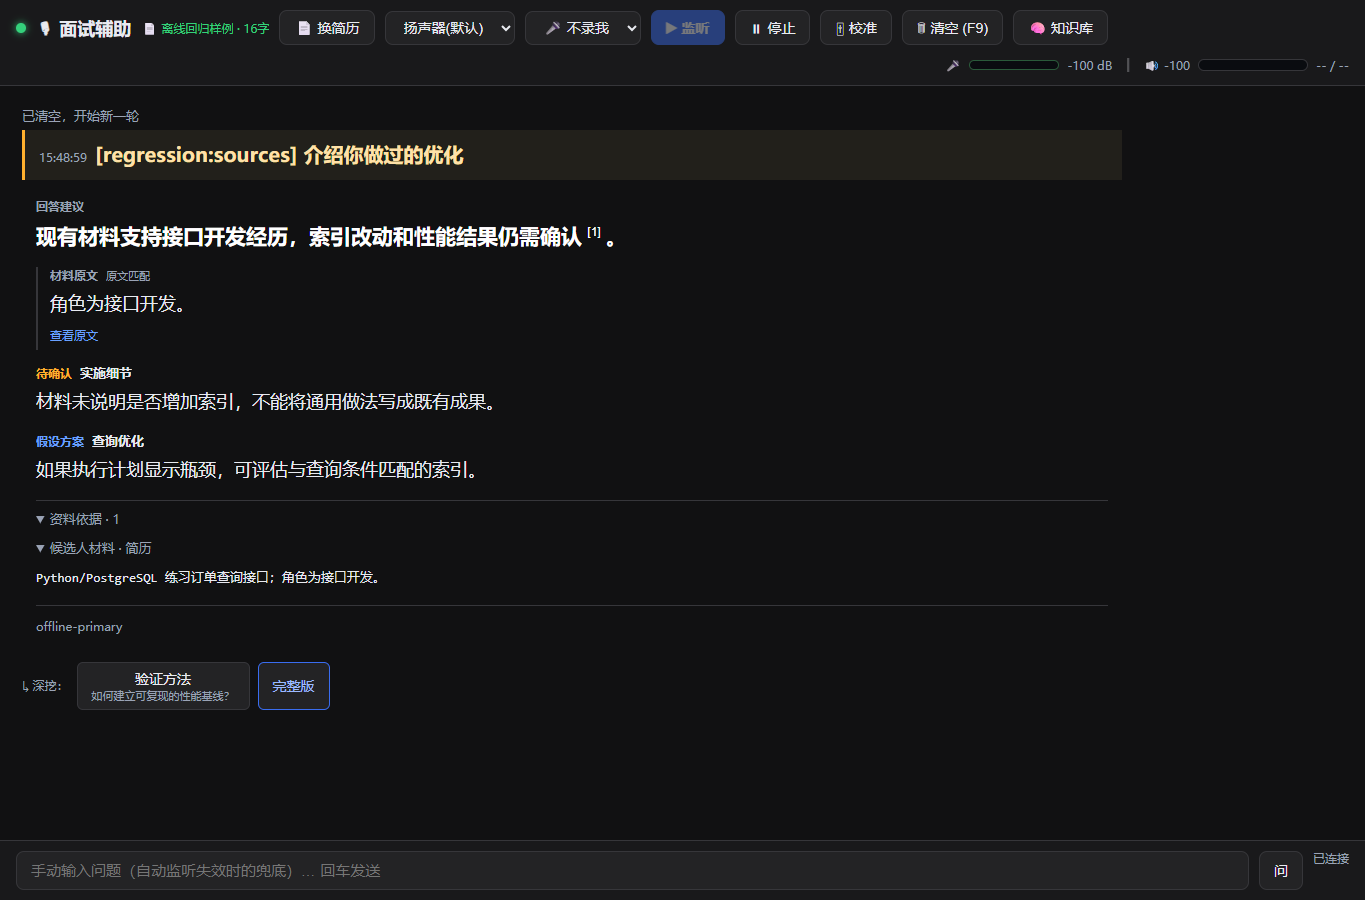 面试辅助 离线回归样例 · 16字 换简历 扬声器(默认) 不录我 监听 停止 校准 清空 (F9) 知识库
-100 dB | -100 -- / --
已清空，开始新一轮
15:48:59 [regression:sources] 介绍你做过的优化
回答建议
现有材料支持接口开发经历，索引改动和性能结果仍需确认 [1] 。
材料原文 原文匹配
角色为接口开发。
查看原文
待确认 实施细节
材料未说明是否增加索引，不能将通用做法写成既有成果。
假设方案 查询优化
如果执行计划显示瓶颈，可评估与查询条件匹配的索引。
▼ 资料依据 · 1
▼ 候选人材料 · 简历
Python/PostgreSQL 练习订单查询接口；角色为接口开发。
offline-primary
↳ 深挖： 验证方法 完整版
如何建立可复现的性能基线？
手动输入问题（自动监听失效时的兜底）… 回车发送 问 已连接